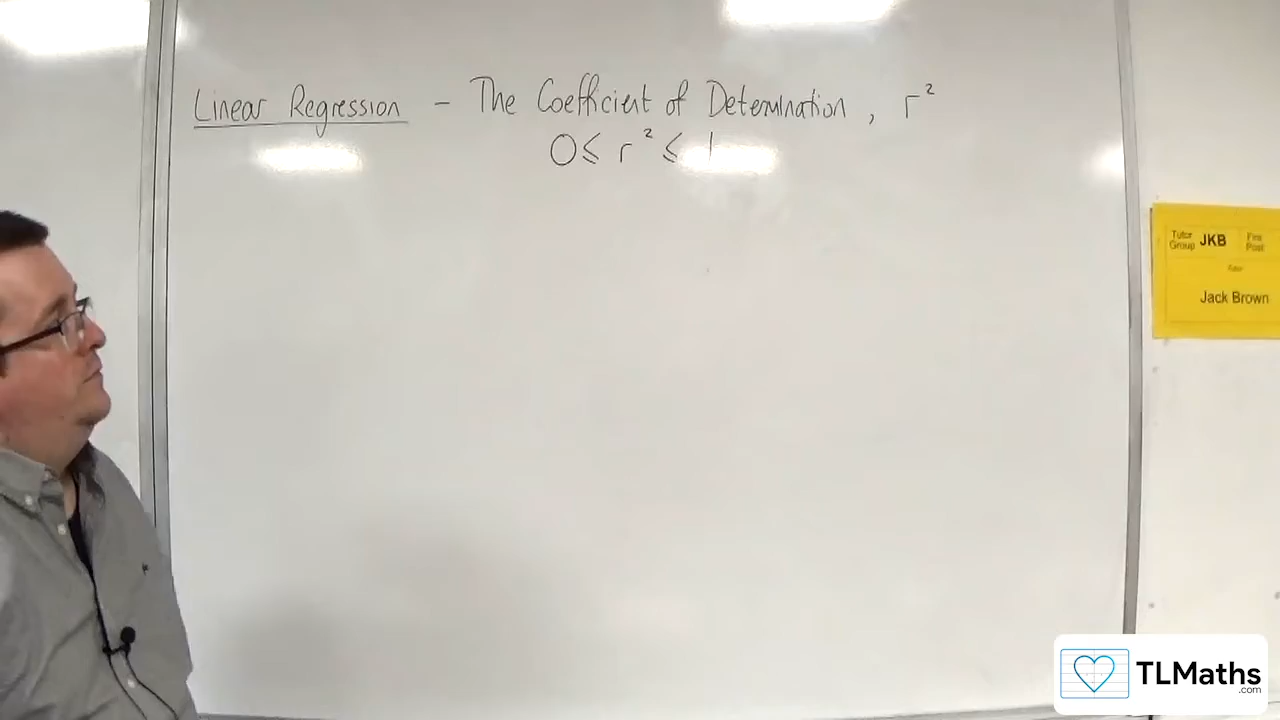 Linear Regression - The Coefficient of Determination, r²
0 ≤ r² ≤ 1
Tutor Group JKB First Post:
Tutor
Jack Brown
TLMaths
.com